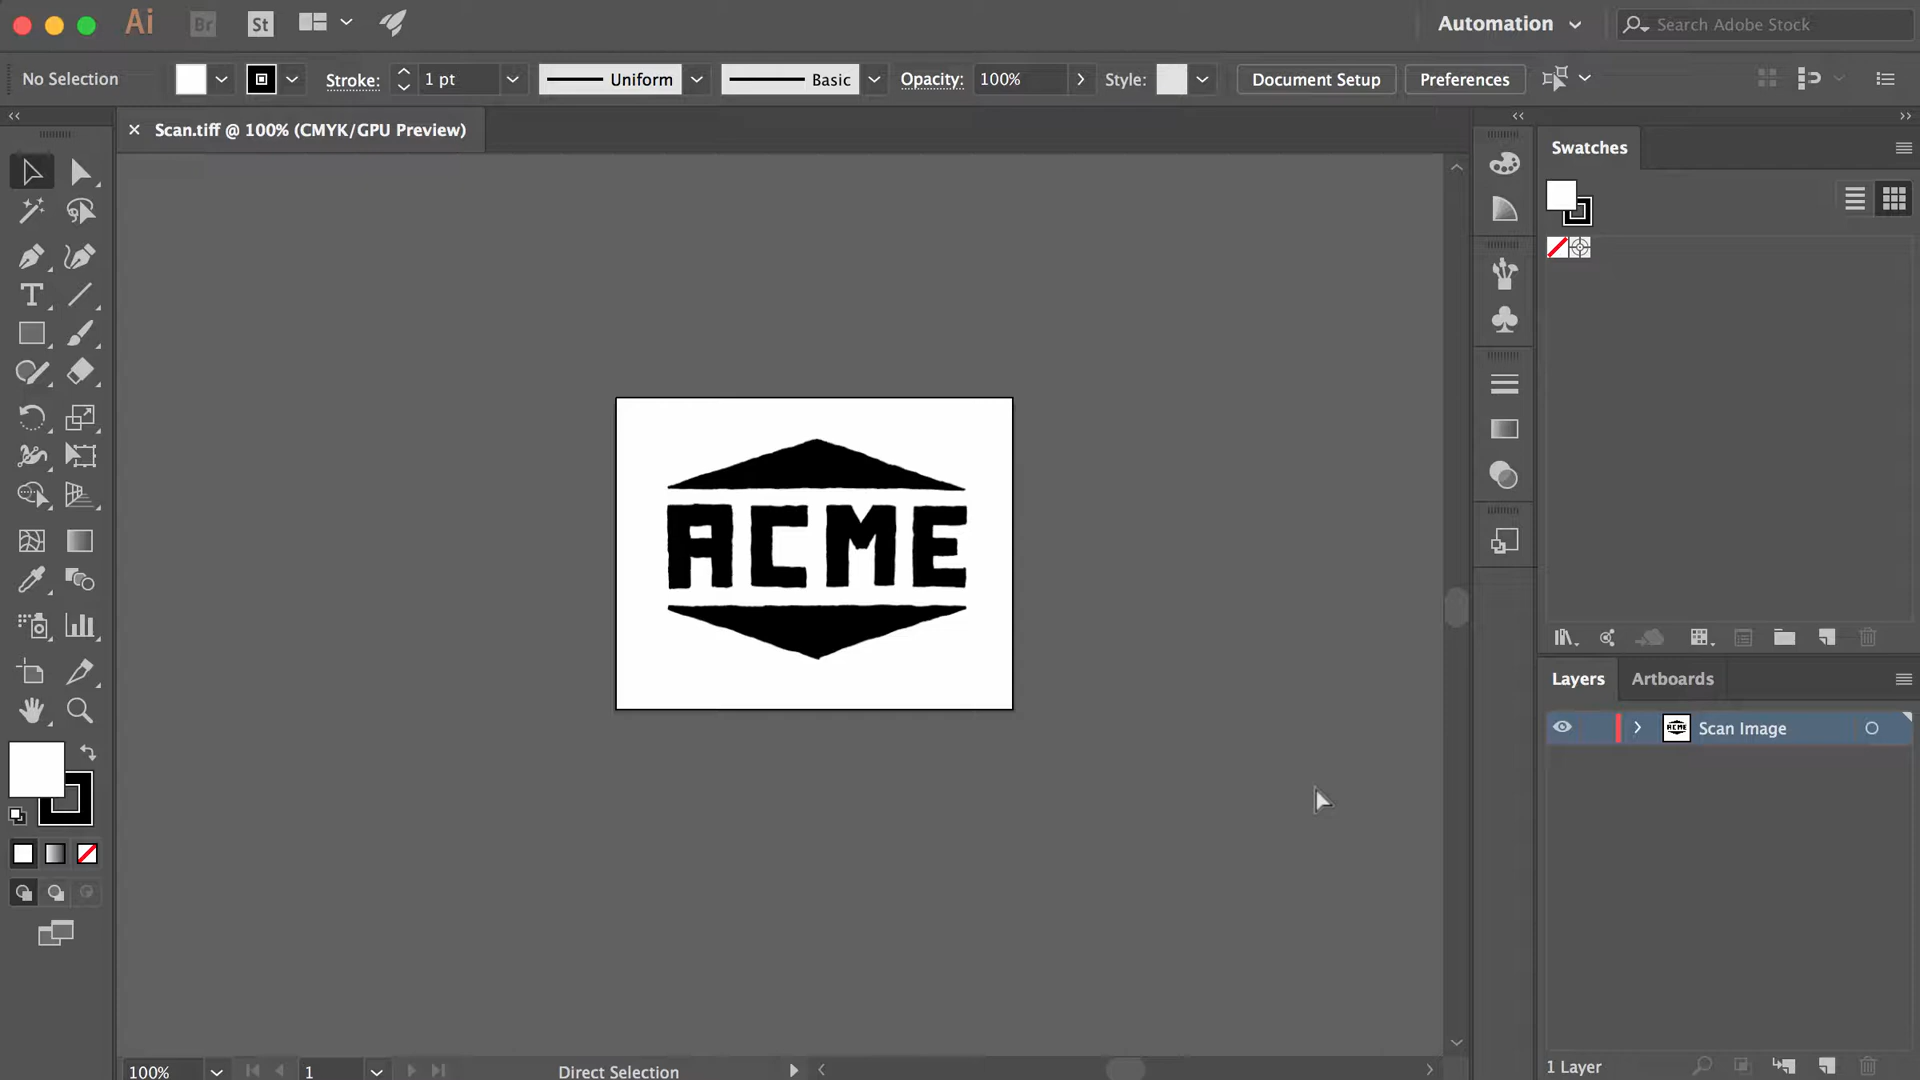 Ai Br St Automation Search Adobe Stock
No Selection Stroke: 1 pt Uniform Basic Opacity: 100% Style: Document Setup Preferences
Scan.tiff @ 100% (CMYK/GPU Preview)
Swatches
ACME
Layers Artboards
ACME Scan Image
1 Layer
100% 1 Direct Selection